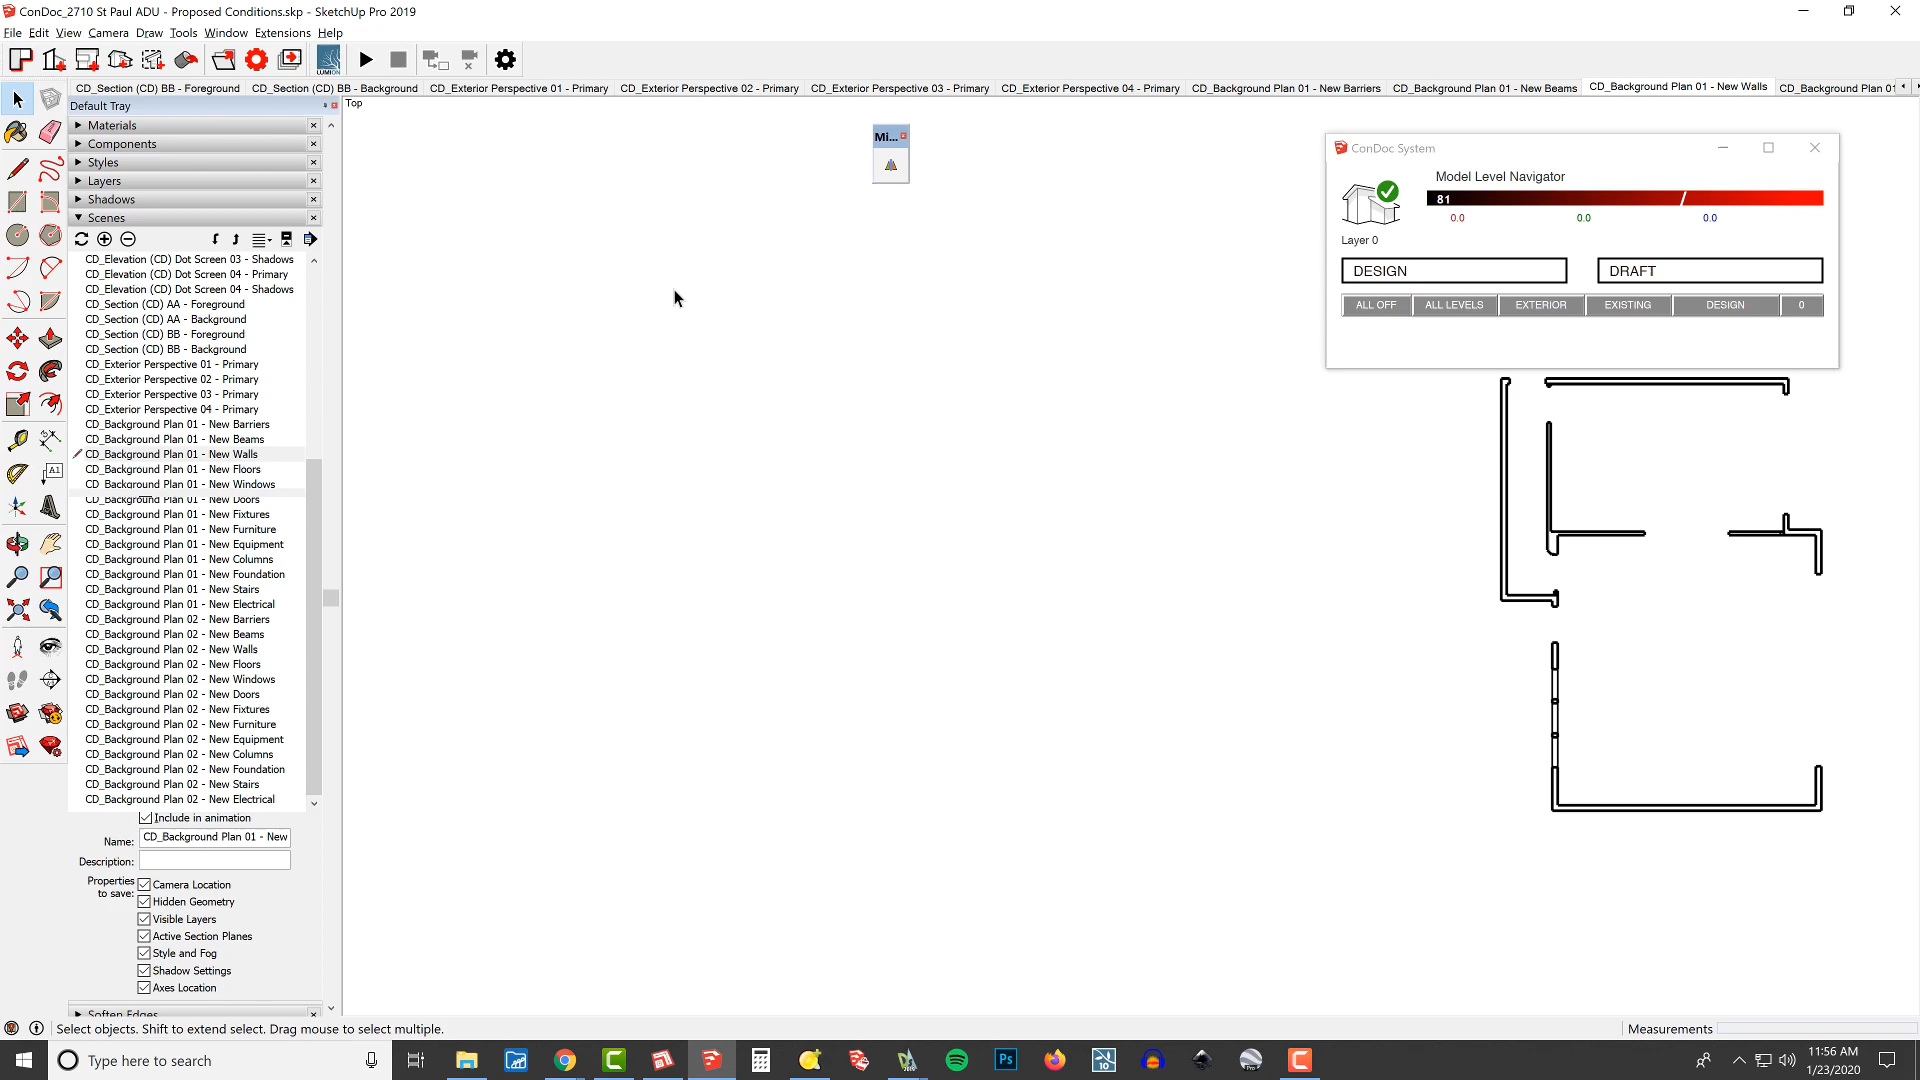 ConDoc_2710 St Paul ADU - Proposed Conditions.skp - SketchUp Pro 2019
File Edit View Camera Draw Tools Window Extensions Help
LUMION
CD_Section (CD) BB - Foreground CD_Section (CD) BB - Background CD_Exterior Perspective 01 - Primary CD_Exterior Perspective 02 - Primary CD_Exterior Perspective 03 - Primary CD_Exterior Perspective 04 - Primary CD_Background Plan 01 - New Barriers CD_Background Plan 01 - New Beams CD_Background Plan 01 - New Walls CD_Background Plan 01
Default Tray
Top
Materials
Components
Styles
Layers
Shadows
Scenes
CD_Elevation (CD) Dot Screen 03 - Shadows
CD_Elevation (CD) Dot Screen 04 - Primary
CD_Elevation (CD) Dot Screen 04 - Shadows
CD_Section (CD) AA - Foreground
CD_Section (CD) AA - Background
CD_Section (CD) BB - Foreground
CD_Section (CD) BB - Background
CD_Exterior Perspective 01 - Primary
CD_Exterior Perspective 02 - Primary
CD_Exterior Perspective 03 - Primary
CD_Exterior Perspective 04 - Primary
CD_Background Plan 01 - New Barriers
CD_Background Plan 01 - New Beams
CD_Background Plan 01 - New Walls
CD_Background Plan 01 - New Floors
CD_Background Plan 01 - New Windows
CD_Background Plan 01 - New Doors
CD_Background Plan 01 - New Fixtures
CD_Background Plan 01 - New Furniture
CD_Background Plan 01 - New Equipment
CD_Background Plan 01 - New Columns
CD_Background Plan 01 - New Foundation
CD_Background Plan 01 - New Stairs
CD_Background Plan 01 - New Electrical
CD_Background Plan 02 - New Barriers
CD_Background Plan 02 - New Beams
CD_Background Plan 02 - New Walls
CD_Background Plan 02 - New Floors
CD_Background Plan 02 - New Windows
CD_Background Plan 02 - New Doors
CD_Background Plan 02 - New Fixtures
CD_Background Plan 02 - New Furniture
CD_Background Plan 02 - New Equipment
CD_Background Plan 02 - New Columns
CD_Background Plan 02 - New Foundation
CD_Background Plan 02 - New Stairs
CD_Background Plan 02 - New Electrical
Include in animation
Name: CD_Background Plan 01 - New
Description:
Properties to save:
Camera Location
Hidden Geometry
Visible Layers
Active Section Planes
Style and Fog
Shadow Settings
Axes Location
Soften Edges
A1
Mi...
ConDoc System
Model Level Navigator
81
0.0 0.0 0.0
Layer 0
DESIGN DRAFT
ALL OFF ALL LEVELS EXTERIOR EXISTING DESIGN 0
Select objects. Shift to extend select. Drag mouse to select multiple.
Measurements
Type here to search
Ps
10
Pro
11:56 AM
1/23/2020